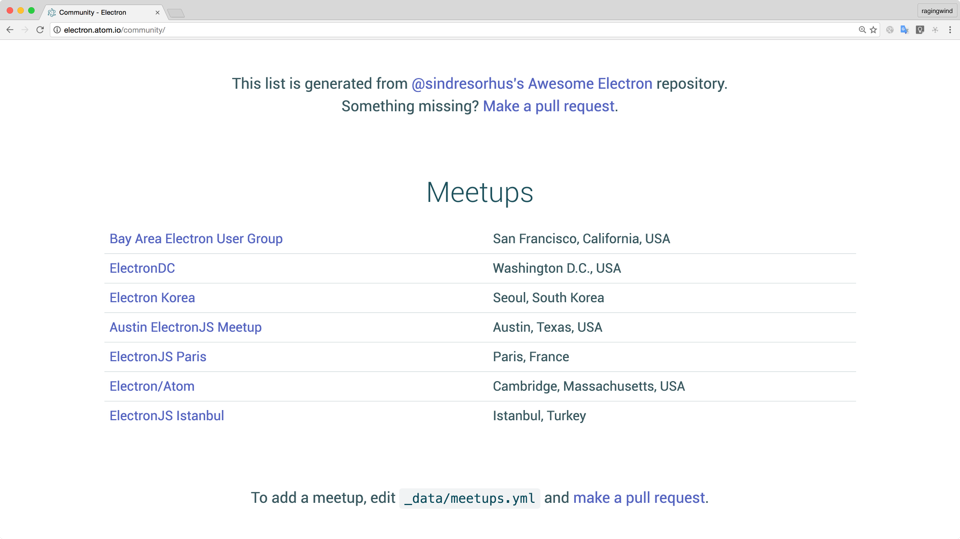 Community - Electron
ragingwind
electron.atom.io/community/
This list is generated from @sindresorhus's Awesome Electron repository.
Something missing? Make a pull request.
Meetups
Bay Area Electron User Group San Francisco, California, USA
ElectronDC Washington D.C., USA
Electron Korea Seoul, South Korea
Austin ElectronJS Meetup Austin, Texas, USA
ElectronJS Paris Paris, France
Electron/Atom Cambridge, Massachusetts, USA
ElectronJS Istanbul Istanbul, Turkey
To add a meetup, edit _data/meetups.yml and make a pull request.